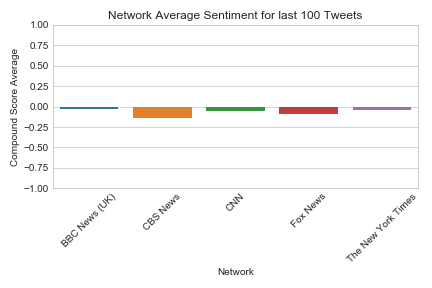 Network Average Sentiment for last 100 Tweets
1.00
0.75
0.50
0.25
0.00
−0.25
−0.50
−0.75
−1.00
Compound Score Average
BBC News (UK)
CBS News
CNN
Fox News
The New York Times
Network